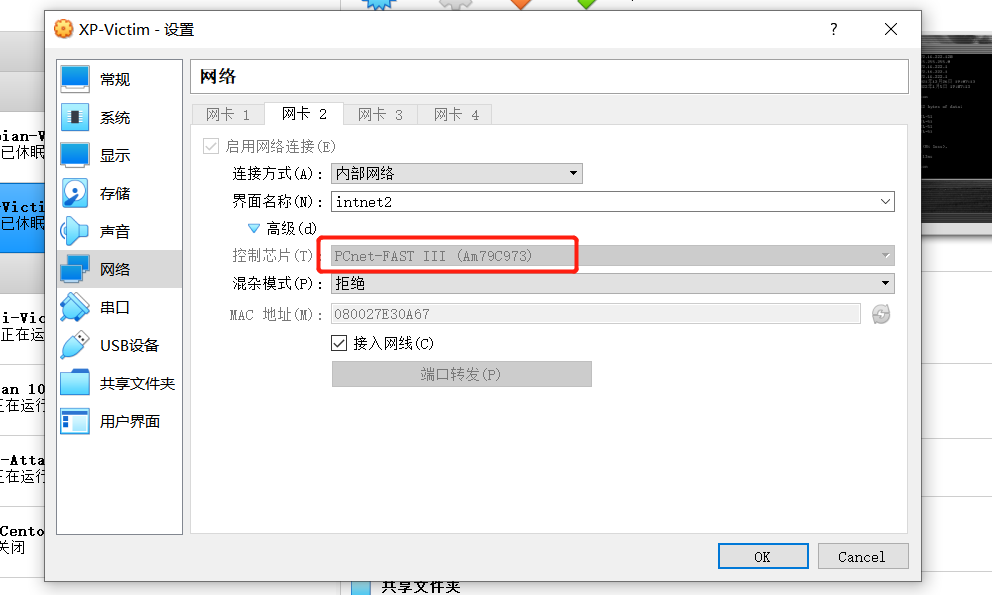 XP-Victim - 设置
?
常规
系统
显示
存储
声音
网络
串口
USB设备
共享文件夹
用户界面
网络
网卡 1
网卡 2
网卡 3
网卡 4
启用网络连接(E)
连接方式(A):
内部网络
界面名称(N):
intnet2
高级(d)
控制芯片(T):
PCnet-FAST III (Am79C973)
混杂模式(P):
拒绝
MAC 地址(M):
080027E30A67
接入网线(C)
端口转发(P)
OK
Cancel
ian-V
已休眠
Victi
已休眠
i-Vic
正在运
an 10
正在运行
-Atta
正在运行
Cento
关闭
共享文件夹